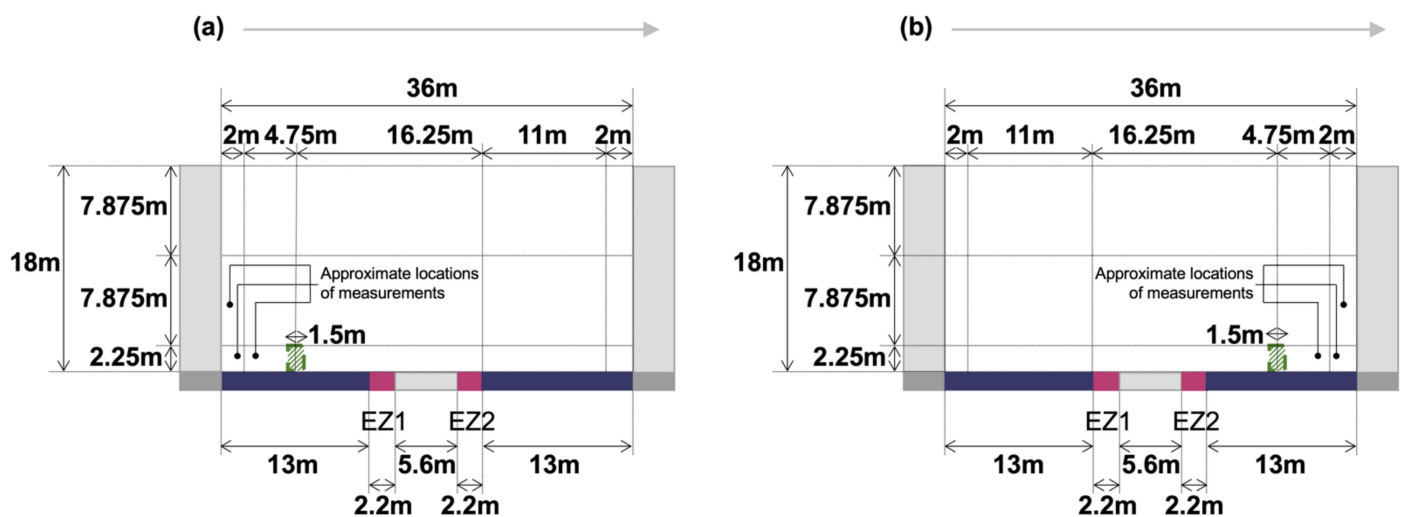 (a)
36m
2m 4.75m 16.25m 11m 2m
7.875m
18m
7.875m
Approximate locations
of measurements
1.5m
2.25m
EZ1 EZ2
13m 5.6m 13m
2.2m 2.2m
(b)
36m
2m 11m 16.25m 4.75m 2m
7.875m
18m
7.875m
Approximate locations
of measurements
1.5m
2.25m
EZ1 EZ2
13m 5.6m 13m
2.2m 2.2m